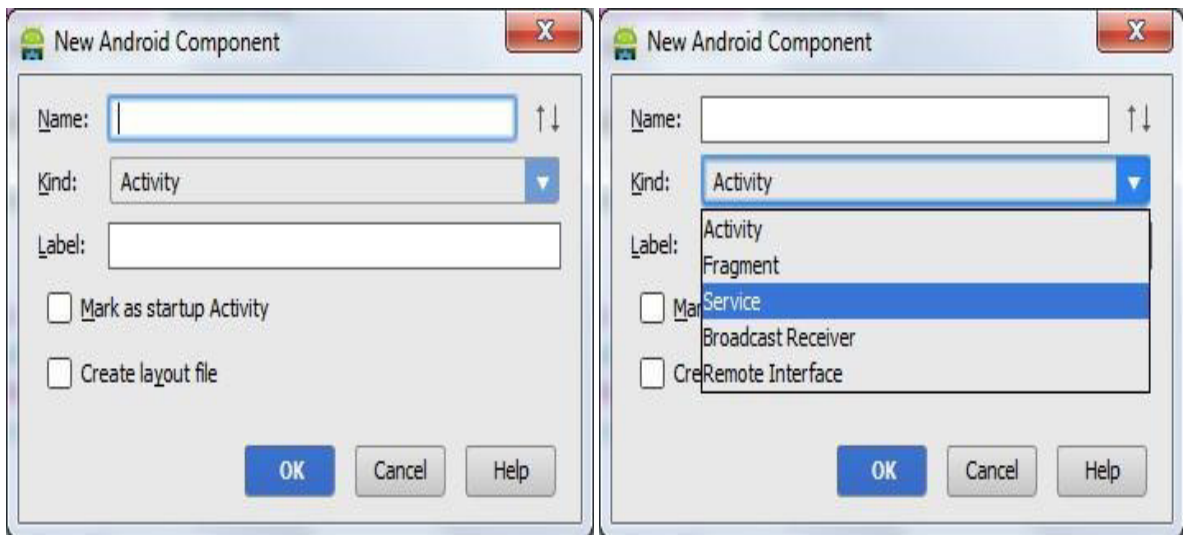 New Android Component
X
Name:
Kind: Activity
Label:
Mark as startup Activity
Create layout file
OK Cancel Help
New Android Component
X
Name:
Kind: Activity
Label:
Activity
Fragment
Mar
Service
Broadcast Receiver
Cre
Remote Interface
OK Cancel Help